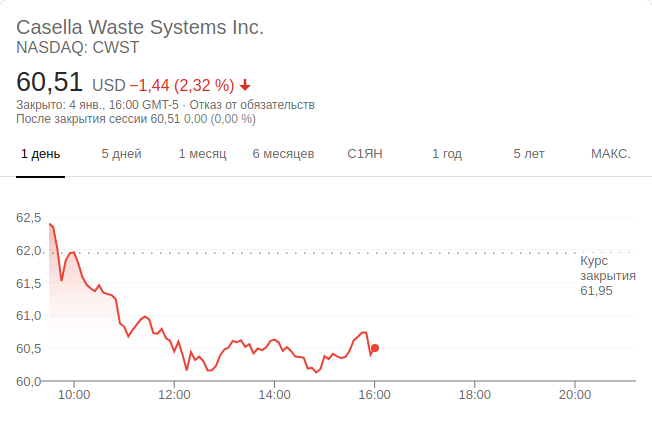 Casella Waste Systems Inc.
NASDAQ: CWST
60,51 USD −1,44 (2,32 %)
Закрыто: 4 янв., 16:00 GMT-5 · Отказ от обязательств
После закрытия сессии 60,51 0,00 (0,00 %)
1 день 5 дней 1 месяц 6 месяцев С1ЯН 1 год 5 лет МАКС.
62,5
62,0
Курс
закрытия
61,95
61,5
61,0
60,5
60,0
10:00 12:00 14:00 16:00 18:00 20:00